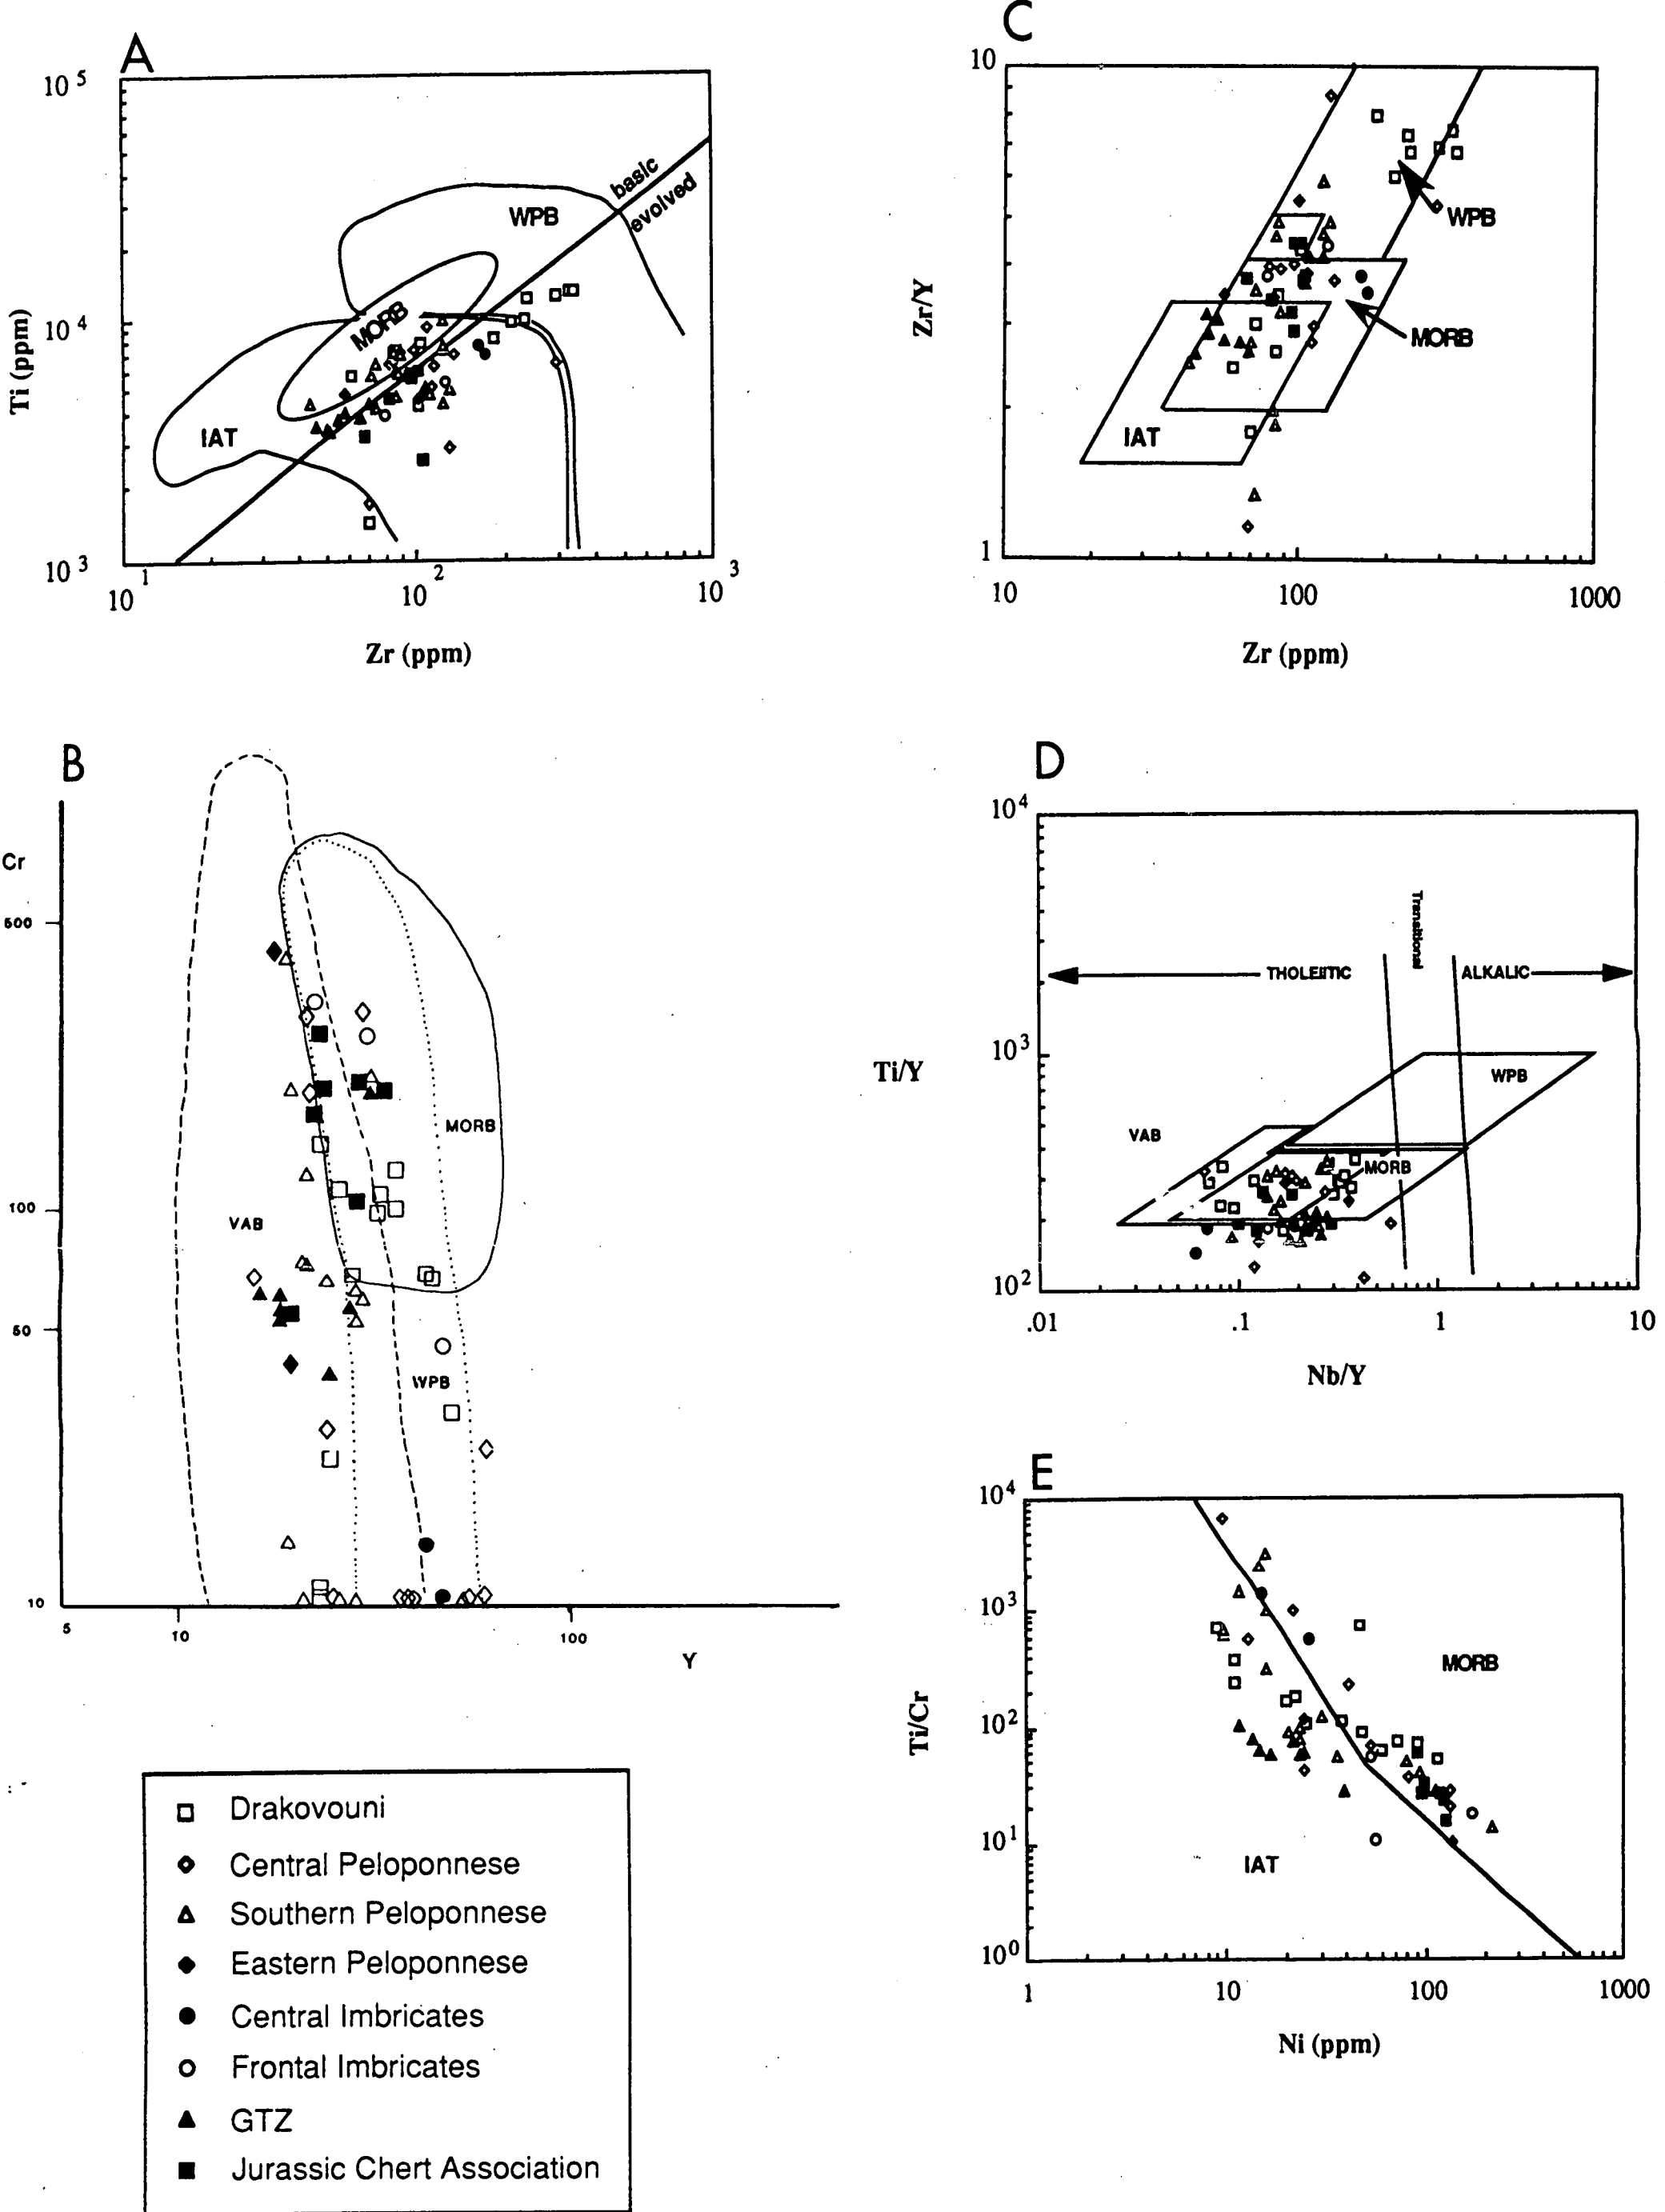 A
10 5
10 4
10 3
Ti (ppm)
WPB
basic
evolved
MORB
IAT
10 1
10 2
10 3
Zr (ppm)
C
10
1
Zr/Y
WPB
MORB
IAT
10
100
1000
Zr (ppm)
B
Cr
500
100
50
10
VAB
MORB
WPB
5
10
100
Y
D
10 4
10 3
10 2
Ti/Y
Transitional
THOLEIITIC
ALKALIC
WPB
VAB
MORB
.01
.1
1
10
Nb/Y
E
10 4
10 3
10 2
10 1
10 0
Ti/Cr
MORB
IAT
1
10
100
1000
Ni (ppm)
Drakovouni
Central Peloponnese
Southern Peloponnese
Eastern Peloponnese
Central Imbricates
Frontal Imbricates
GTZ
Jurassic Chert Association